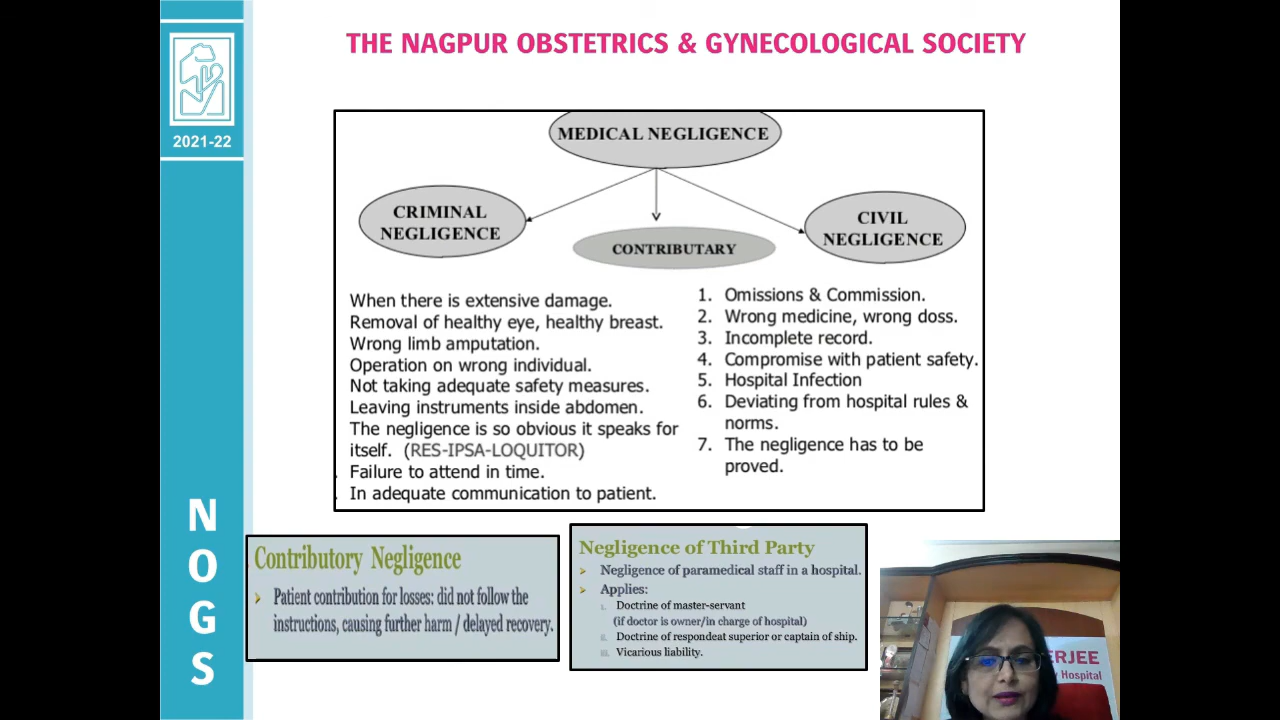 THE NAGPUR OBSTETRICS & GYNECOLOGICAL SOCIETY
2021-22
MEDICAL NEGLIGENCE
CRIMINAL
NEGLIGENCE
CONTRIBUTARY
CIVIL
NEGLIGENCE
When there is extensive damage.
Removal of healthy eye, healthy breast.
Wrong limb amputation.
Operation on wrong individual.
Not taking adequate safety measures.
Leaving instruments inside abdomen.
The negligence is so obvious it speaks for
itself. (RES-IPSA-LOQUITOR)
Failure to attend in time.
In adequate communication to patient.
1. Omissions & Commission.
2. Wrong medicine, wrong doss.
3. Incomplete record.
4. Compromise with patient safety.
5. Hospital Infection
6. Deviating from hospital rules &
norms.
7. The negligence has to be
proved.
N
O
G
S
Contributory Negligence
Patient contribution for losses: did not follow the
instructions, causing further harm / delayed recovery.
Negligence of Third Party
Negligence of paramedical staff in a hospital.
Applies:
i. Doctrine of master-servant
(if doctor is owner/in charge of hospital)
ii. Doctrine of respondeat superior or captain of ship.
iii. Vicarious liability.
ERJEE
Hospital